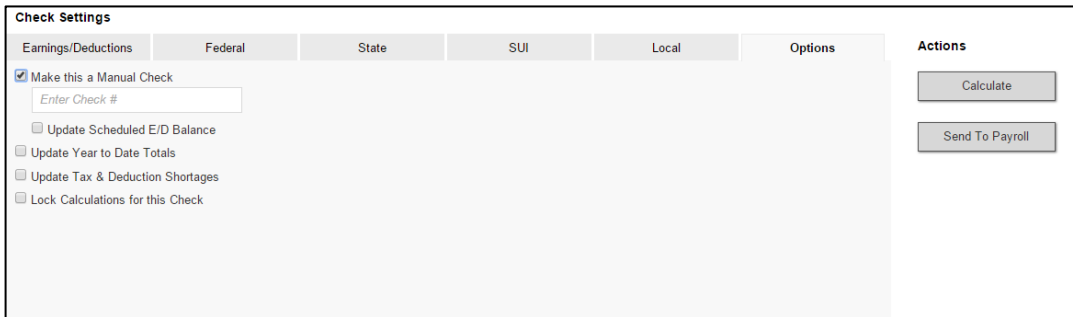 Check Settings
Earnings/Deductions Federal State SUI Local Options
Make this a Manual Check
Enter Check #
Update Scheduled E/D Balance
Update Year to Date Totals
Update Tax & Deduction Shortages
Lock Calculations for this Check
Actions
Calculate
Send To Payroll